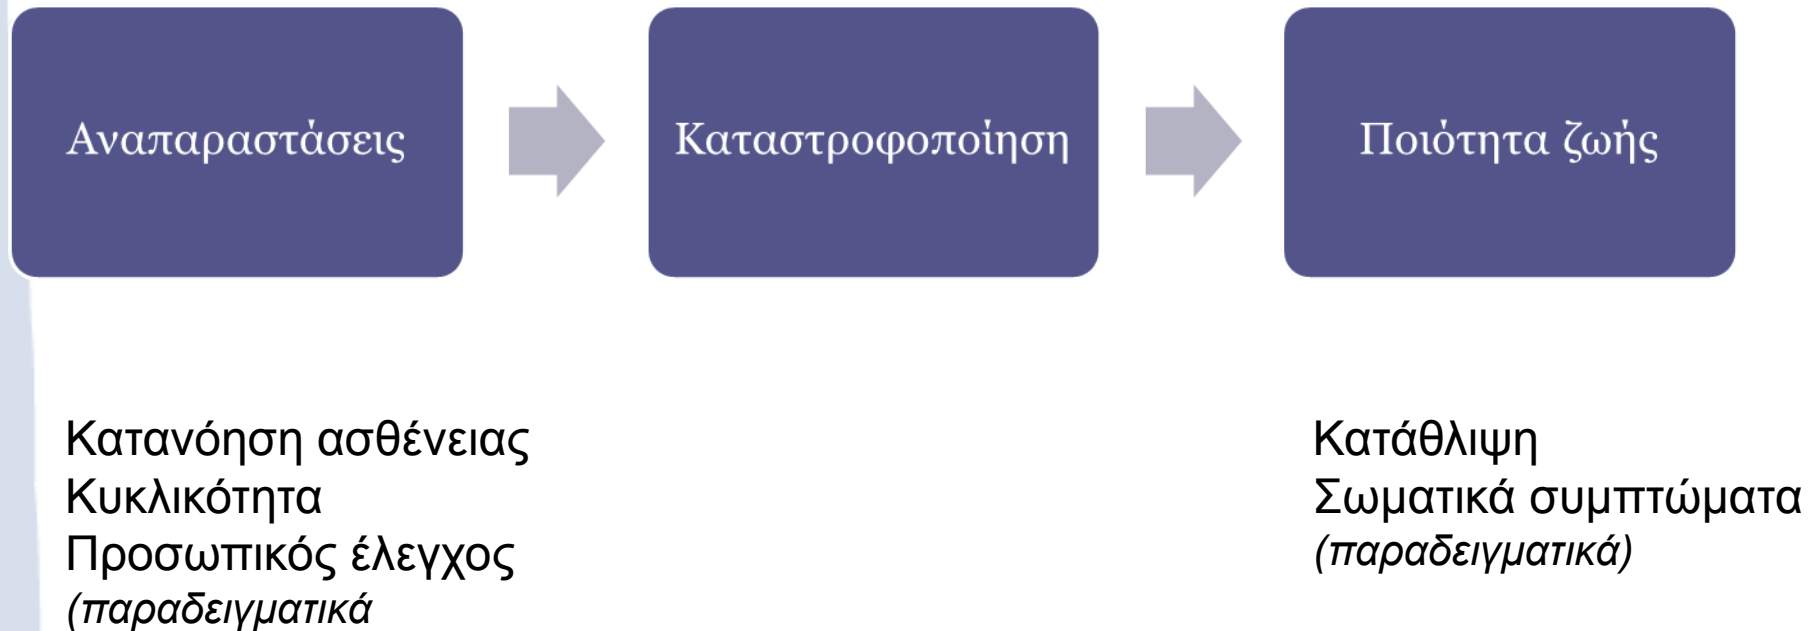 Αναπαραστάσεις
Καταστροφοποίηση
Ποιότητα ζωής
Κατανόηση ασθένειας
Κυκλικότητα
Προσωπικός έλεγχος
(παραδειγματικά
Κατάθλιψη
Σωματικά συμπτώματα
(παραδειγματικά)